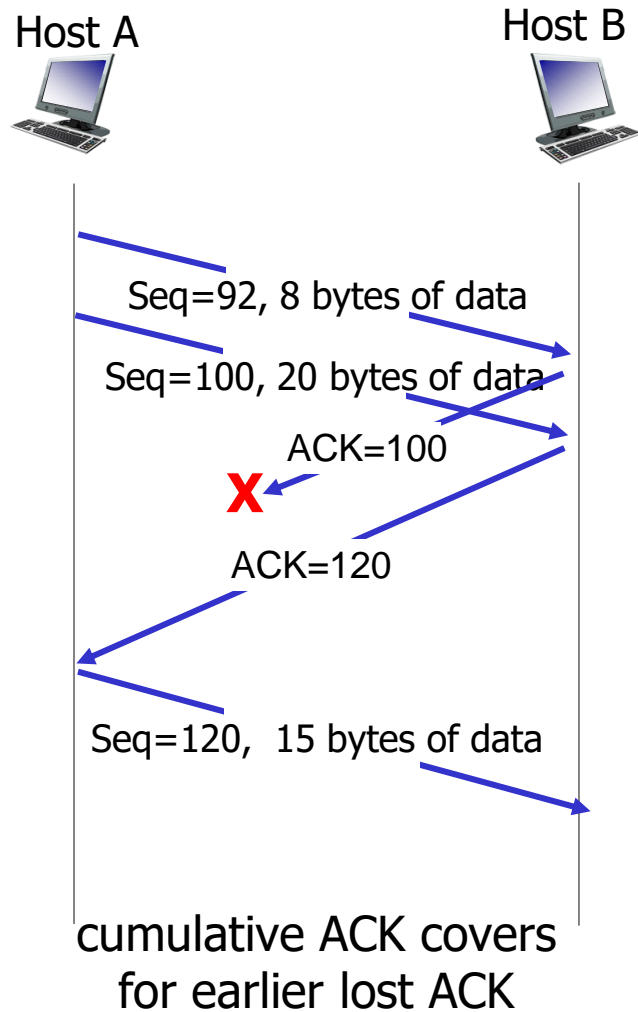 Host A
Host B
Seq=92, 8 bytes of data
Seq=100, 20 bytes of data
ACK=100
X
ACK=120
Seq=120, 15 bytes of data
cumulative ACK covers
for earlier lost ACK